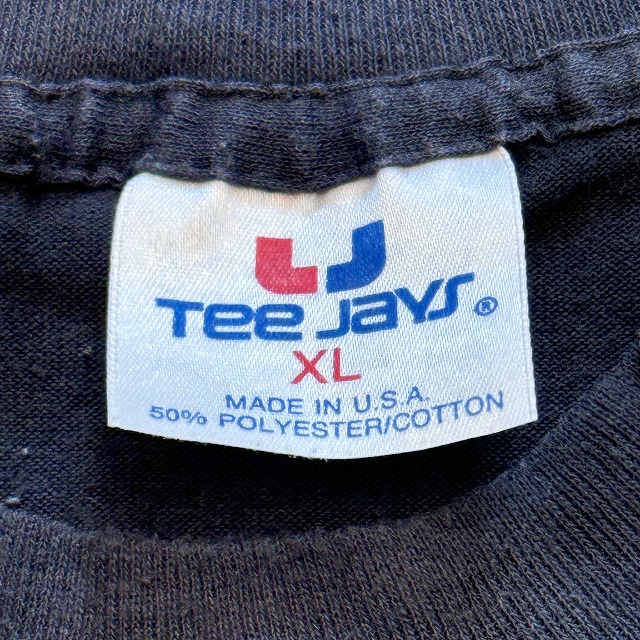 Tee Jays ®
XL
MADE IN U.S.A.
50% POLYESTER/COTTON